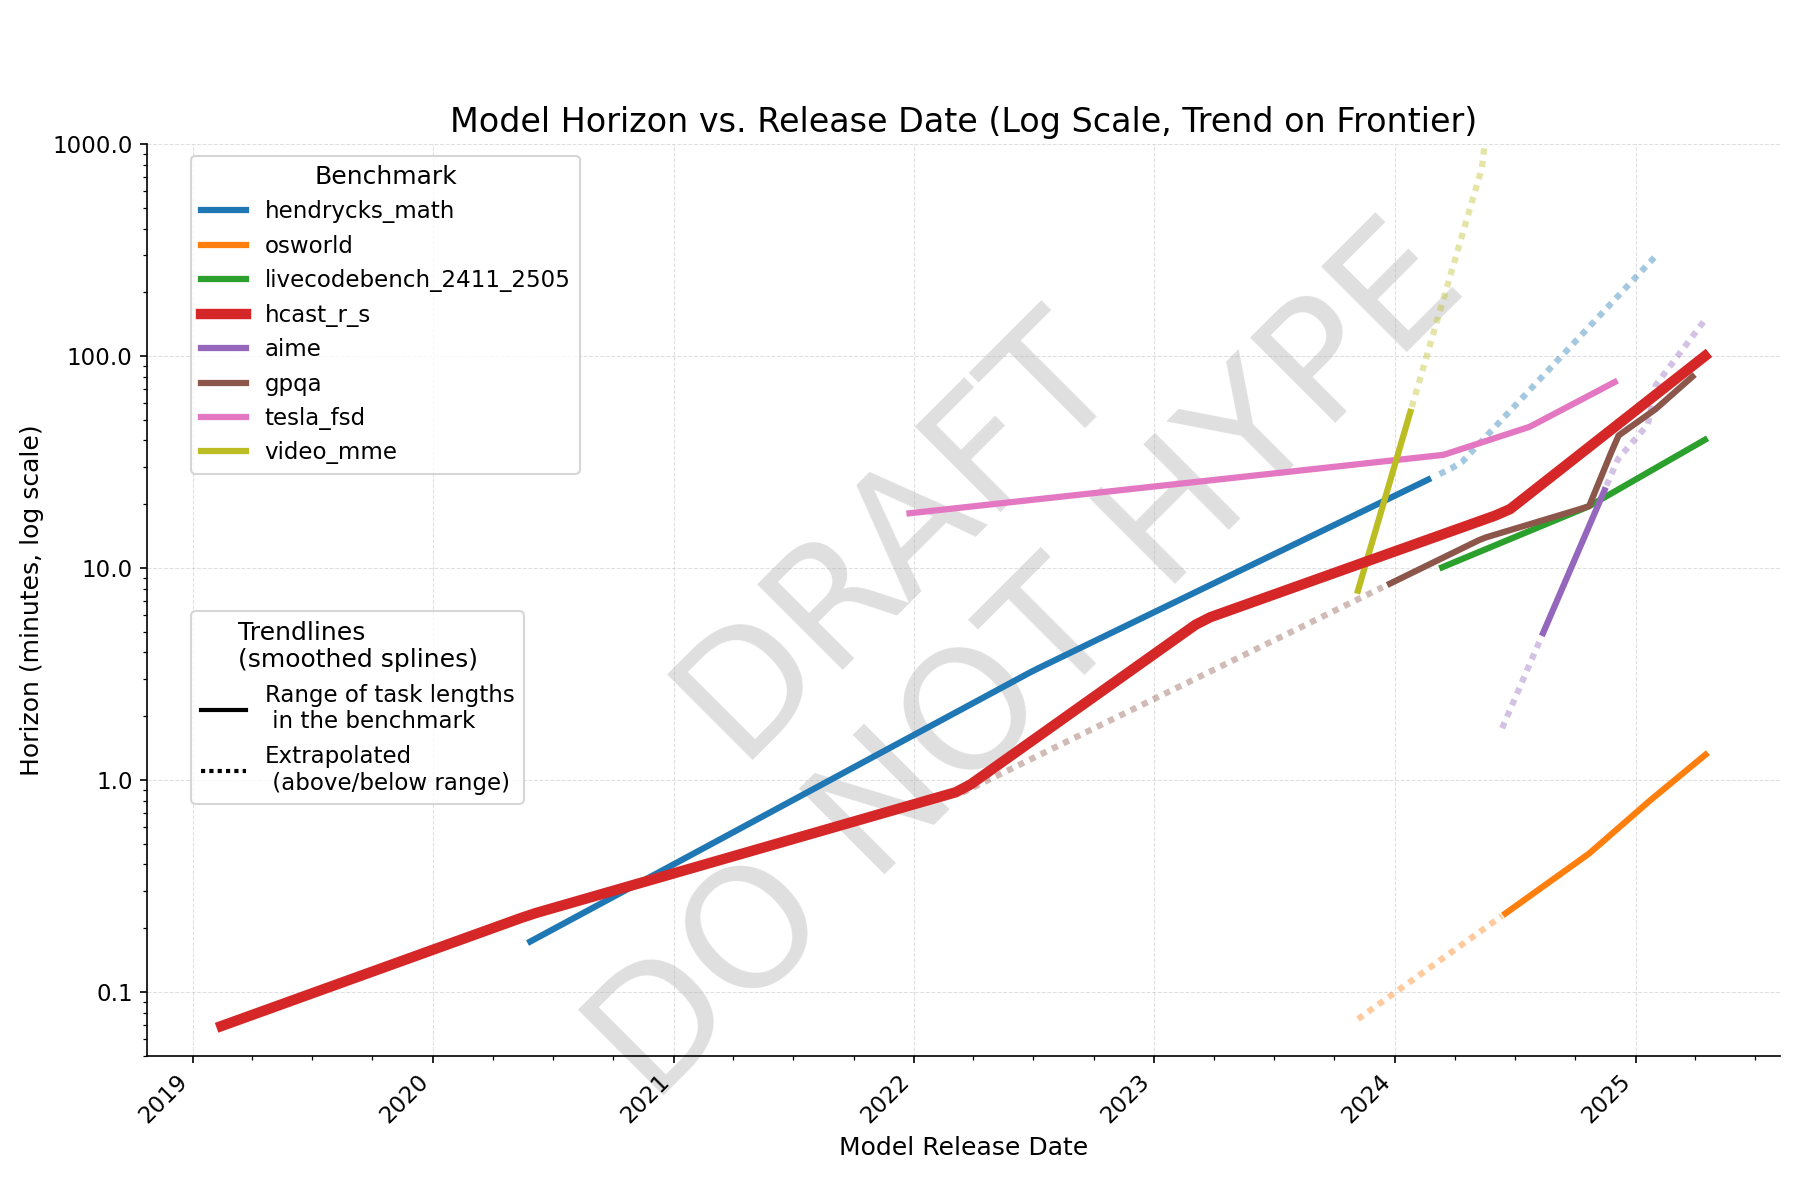 Model Horizon vs. Release Date (Log Scale, Trend on Frontier)
Horizon (minutes, log scale)
1000.0
100.0
10.0
1.0
0.1
Benchmark
hendrycks_math
osworld
livecodebench_2411_2505
hcast_r_s
aime
gpqa
tesla_fsd
video_mme
Trendlines
(smoothed splines)
Range of task lengths
in the benchmark
Extrapolated
(above/below range)
DRAFT
DO NOT HYPE
2019
2020
2021
2022
2023
2024
2025
Model Release Date